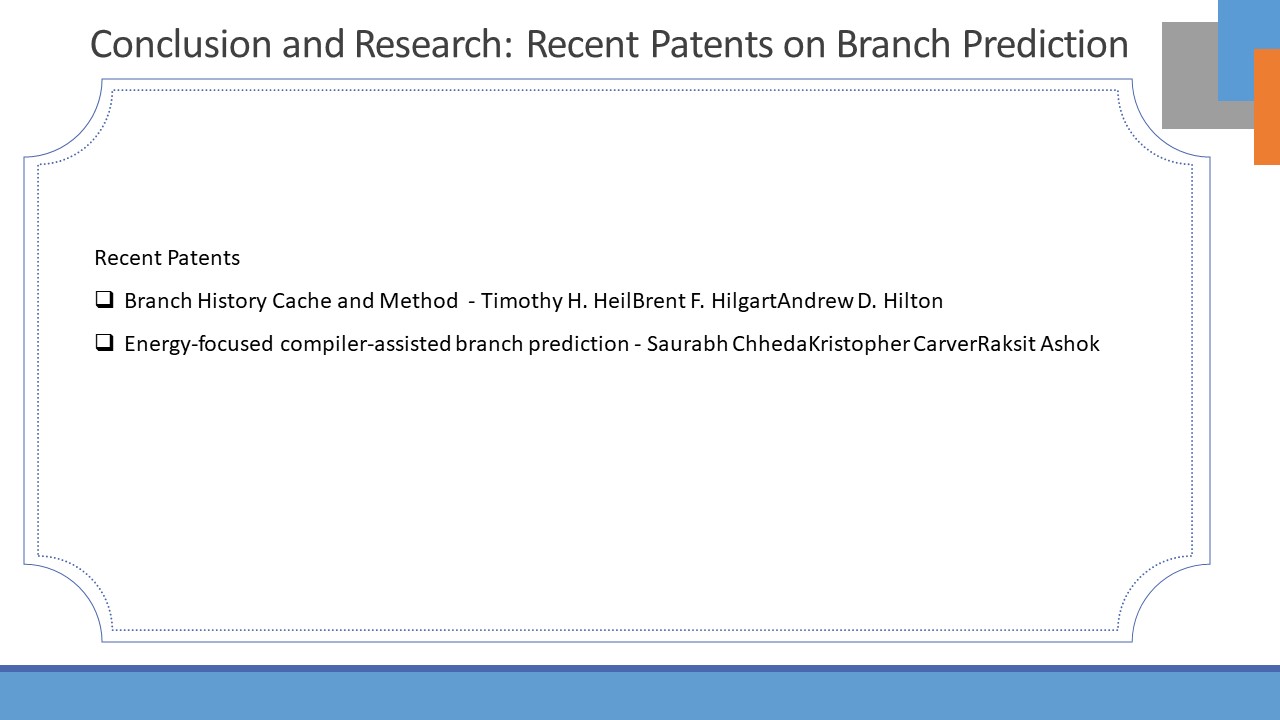 Conclusion and Research: Recent Patents on Branch Prediction
Recent Patents
❑ Branch History Cache and Method - Timothy H. HeilBrent F. HilgartAndrew D. Hilton
❑ Energy-focused compiler-assisted branch prediction - Saurabh ChhedaKristopher CarverRaksit Ashok